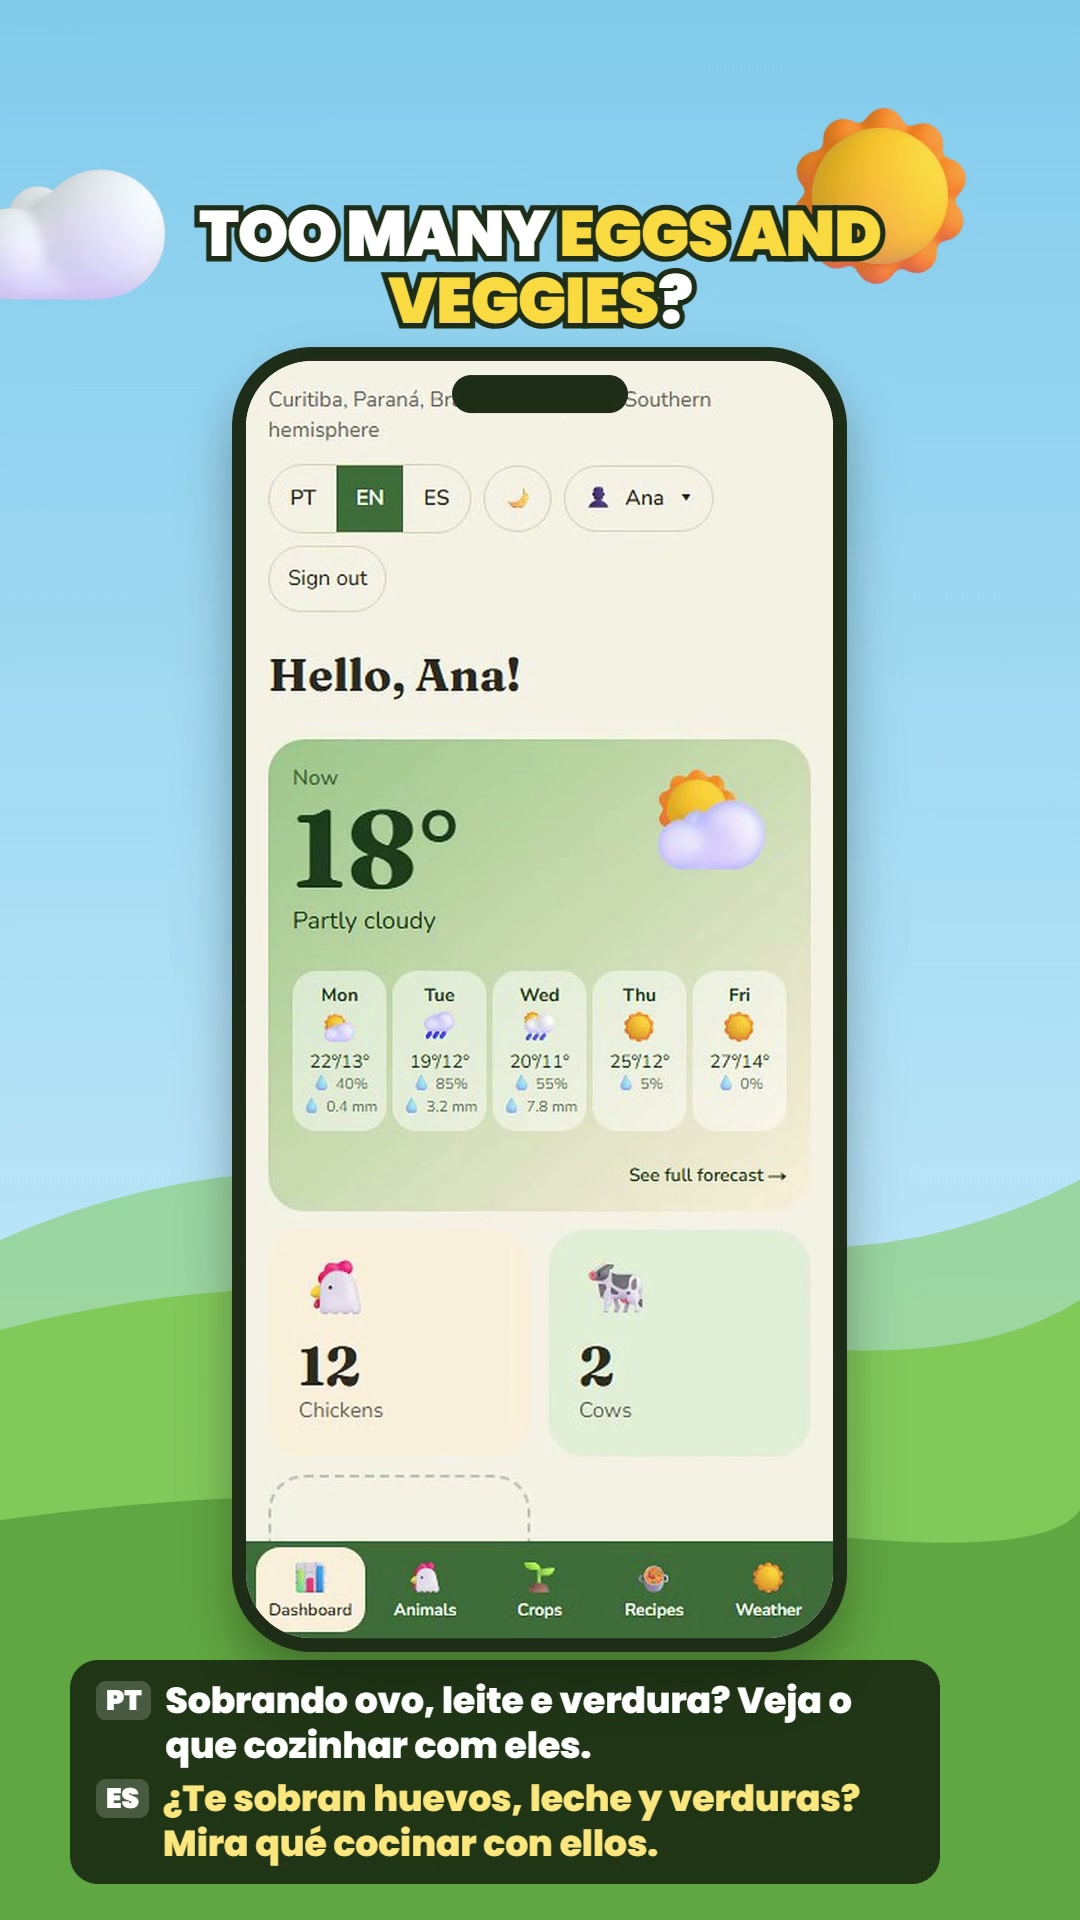 TOO MANY EGGS AND
VEGGIES?
Curitiba, Paraná, Southern
hemisphere
PT EN ES Ana
Sign out
Hello, Ana!
Now
18°
Partly cloudy
Mon Tue Wed Thu Fri
22°/13° 19°/12° 20°/11° 25°/12° 27°/14°
40% 85% 55% 5% 0%
0.4 mm 3.2 mm 7.8 mm
See full forecast →
12 2
Chickens Cows
Dashboard Animals Crops Recipes Weather
PT Sobrando ovo, leite e verdura? Veja o
que cozinhar com eles.
ES ¿Te sobran huevos, leche y verduras?
Mira qué cocinar con ellos.